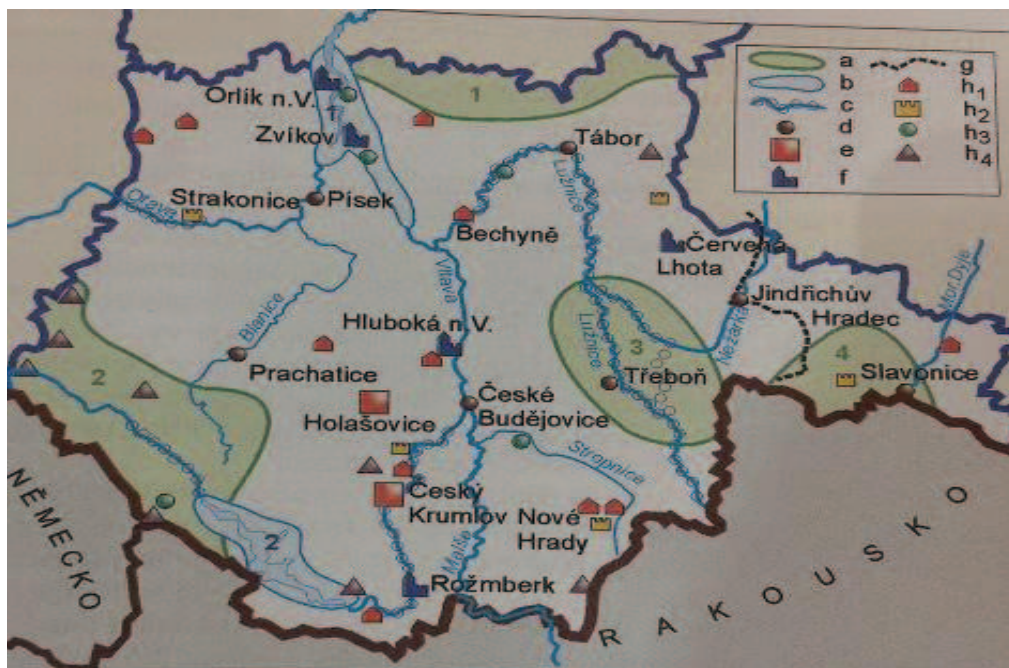 a
b
c
d
e
f
g
h1
h2
h3
h4
1
Orlík n.V.
1
Zvíkov
Tábor
Otava
Strakonice
Písek
Lužnice
Bechyně
Červená
Lhota
Vltava
Mor.Dyje
Blanice
Jindřichův
Hradec
Nežárka
Hluboká n.V.
Lužnice
3
4
2
Prachatice
Třeboň
Slavonice
České
Budějovice
Holašovice
Stropnice
Český
Krumlov
Nové
Hrady
NĚMECKO
2
Malše
Rožmberk
RAKOUSKO